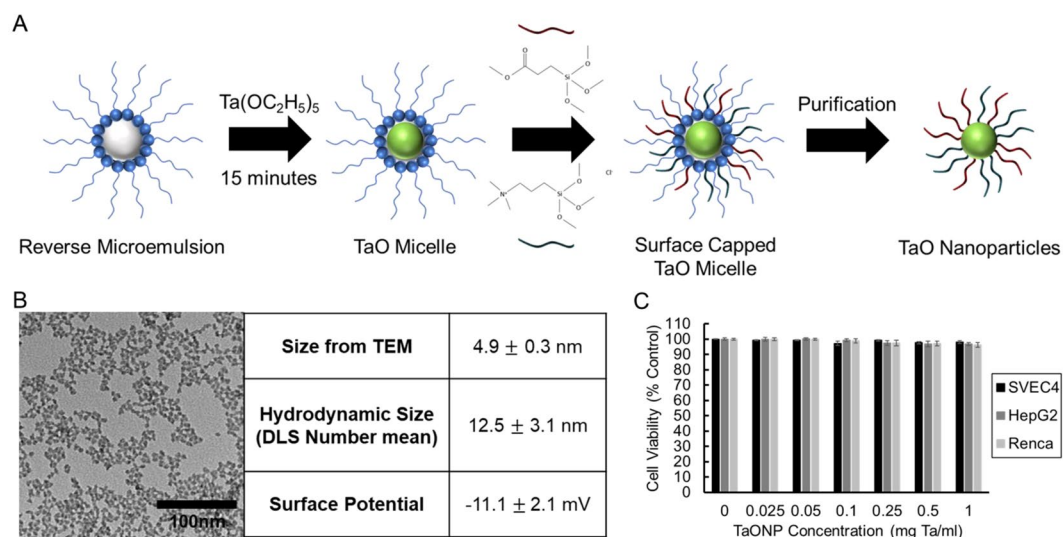 A
Ta(OC₂H₅)₅
15 minutes
O
O
Si
O
O
O
N⁺
Si
O
O
O
Cl⁻
Purification
Reverse Microemulsion
TaO Micelle
Surface Capped
TaO Micelle
TaO Nanoparticles
B
100nm
Size from TEM
4.9 ± 0.3 nm
Hydrodynamic Size
(DLS Number mean)
12.5 ± 3.1 nm
Surface Potential
-11.1 ± 2.1 mV
C
Cell Viability (% Control)
110
100
90
80
70
60
50
40
30
20
10
0
0 0.025 0.05 0.1 0.25 0.5 1
TaONP Concentration (mg Ta/ml)
SVEC4
HepG2
Renca